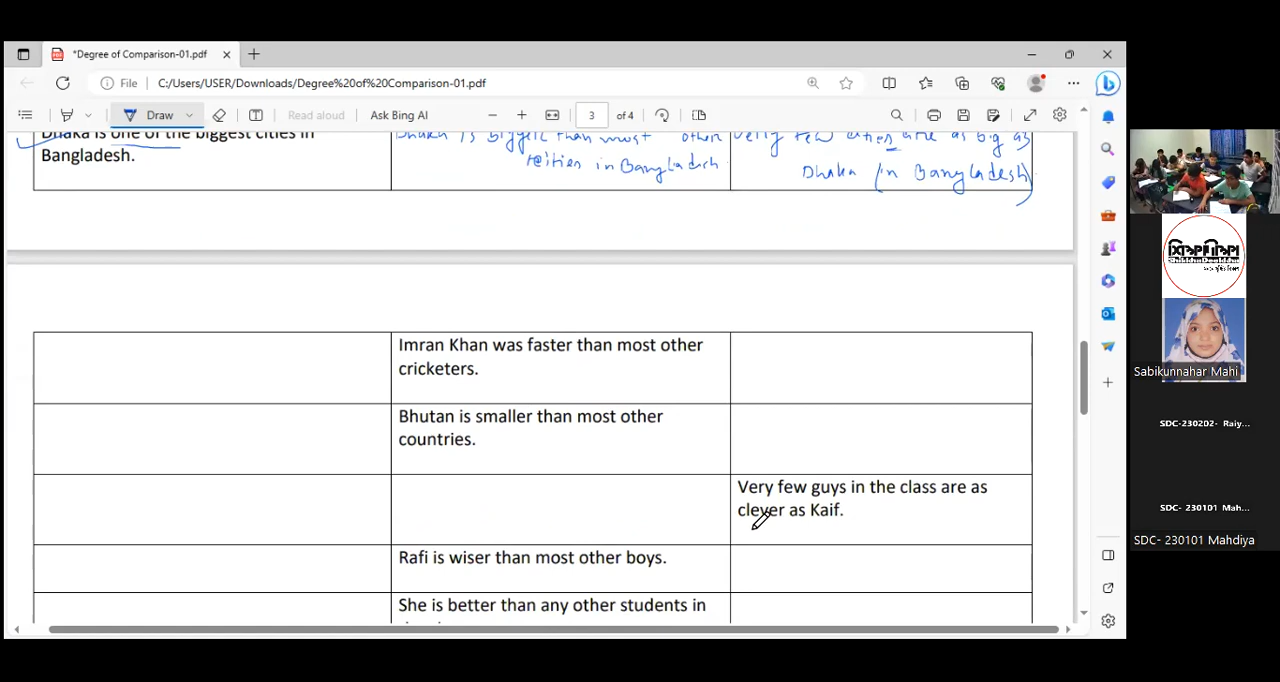 *Degree of Comparison-01.pdf
File
C:/Users/USER/Downloads/Degree%20of%20Comparison-01.pdf
Draw
Read aloud
Ask Bing AI
3
of 4
Dhaka is one of the biggest cities in
Bangladesh.
Dhaka is bigger than most other
cities in Bangladesh.
Very few cities are as big as
Dhaka (in Bangladesh)
Imran Khan was faster than most other
cricketers.
Bhutan is smaller than most other
countries.
Very few guys in the class are as
clever as Kaif.
Rafi is wiser than most other boys.
She is better than any other students in
Sabikunnahar Mahi
SDC-230202- Raiy...
SDC- 230101 Mah...
SDC- 230101 Mahdiya